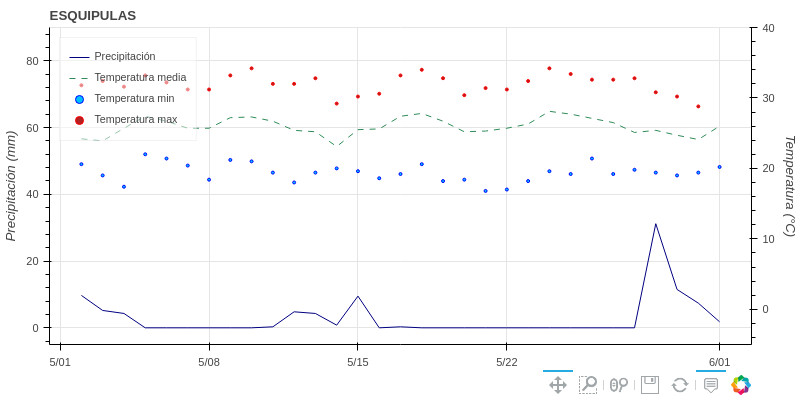 ESQUIPULAS
Precipitación
Temperatura media
Temperatura min
Temperatura max
Precipitación (mm)
80
60
40
20
0
Temperatura (°C)
40
30
20
10
0
5/01
5/08
5/15
5/22
6/01